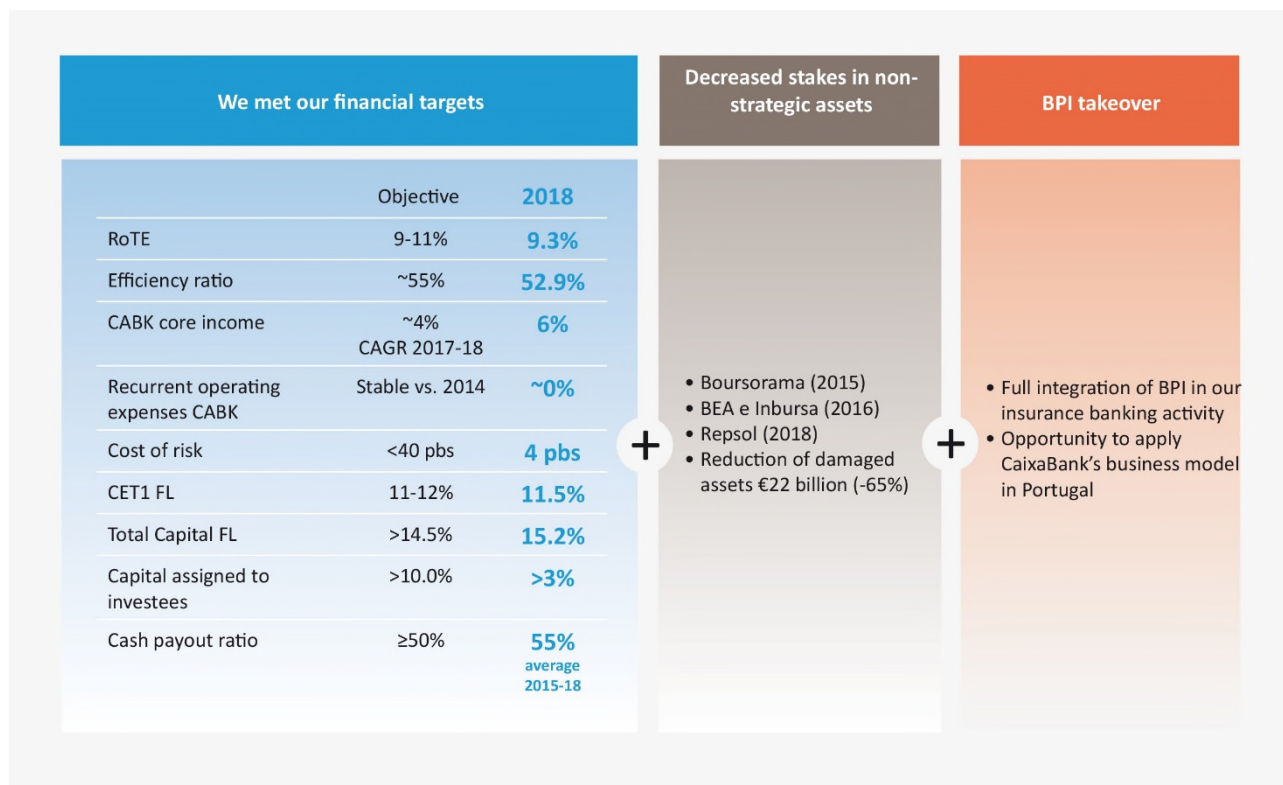 We met our financial targets
Objective 2018
RoTE 9-11% 9.3%
Efficiency ratio ~55% 52.9%
CABK core income ~4% 6%
CAGR 2017-18
Recurrent operating Stable vs. 2014 ~0%
expenses CABK
Cost of risk <40 pbs 4 pbs
CET1 FL 11-12% 11.5%
Total Capital FL >14.5% 15.2%
Capital assigned to >10.0% >3%
investees
Cash payout ratio ≥50% 55%
average
2015-18
+
Decreased stakes in non-
strategic assets
• Boursorama (2015)
• BEA e Inbursa (2016)
• Repsol (2018)
• Reduction of damaged
assets €22 billion (-65%)
+
BPI takeover
• Full integration of BPI in our
insurance banking activity
• Opportunity to apply
CaixaBank’s business model
in Portugal